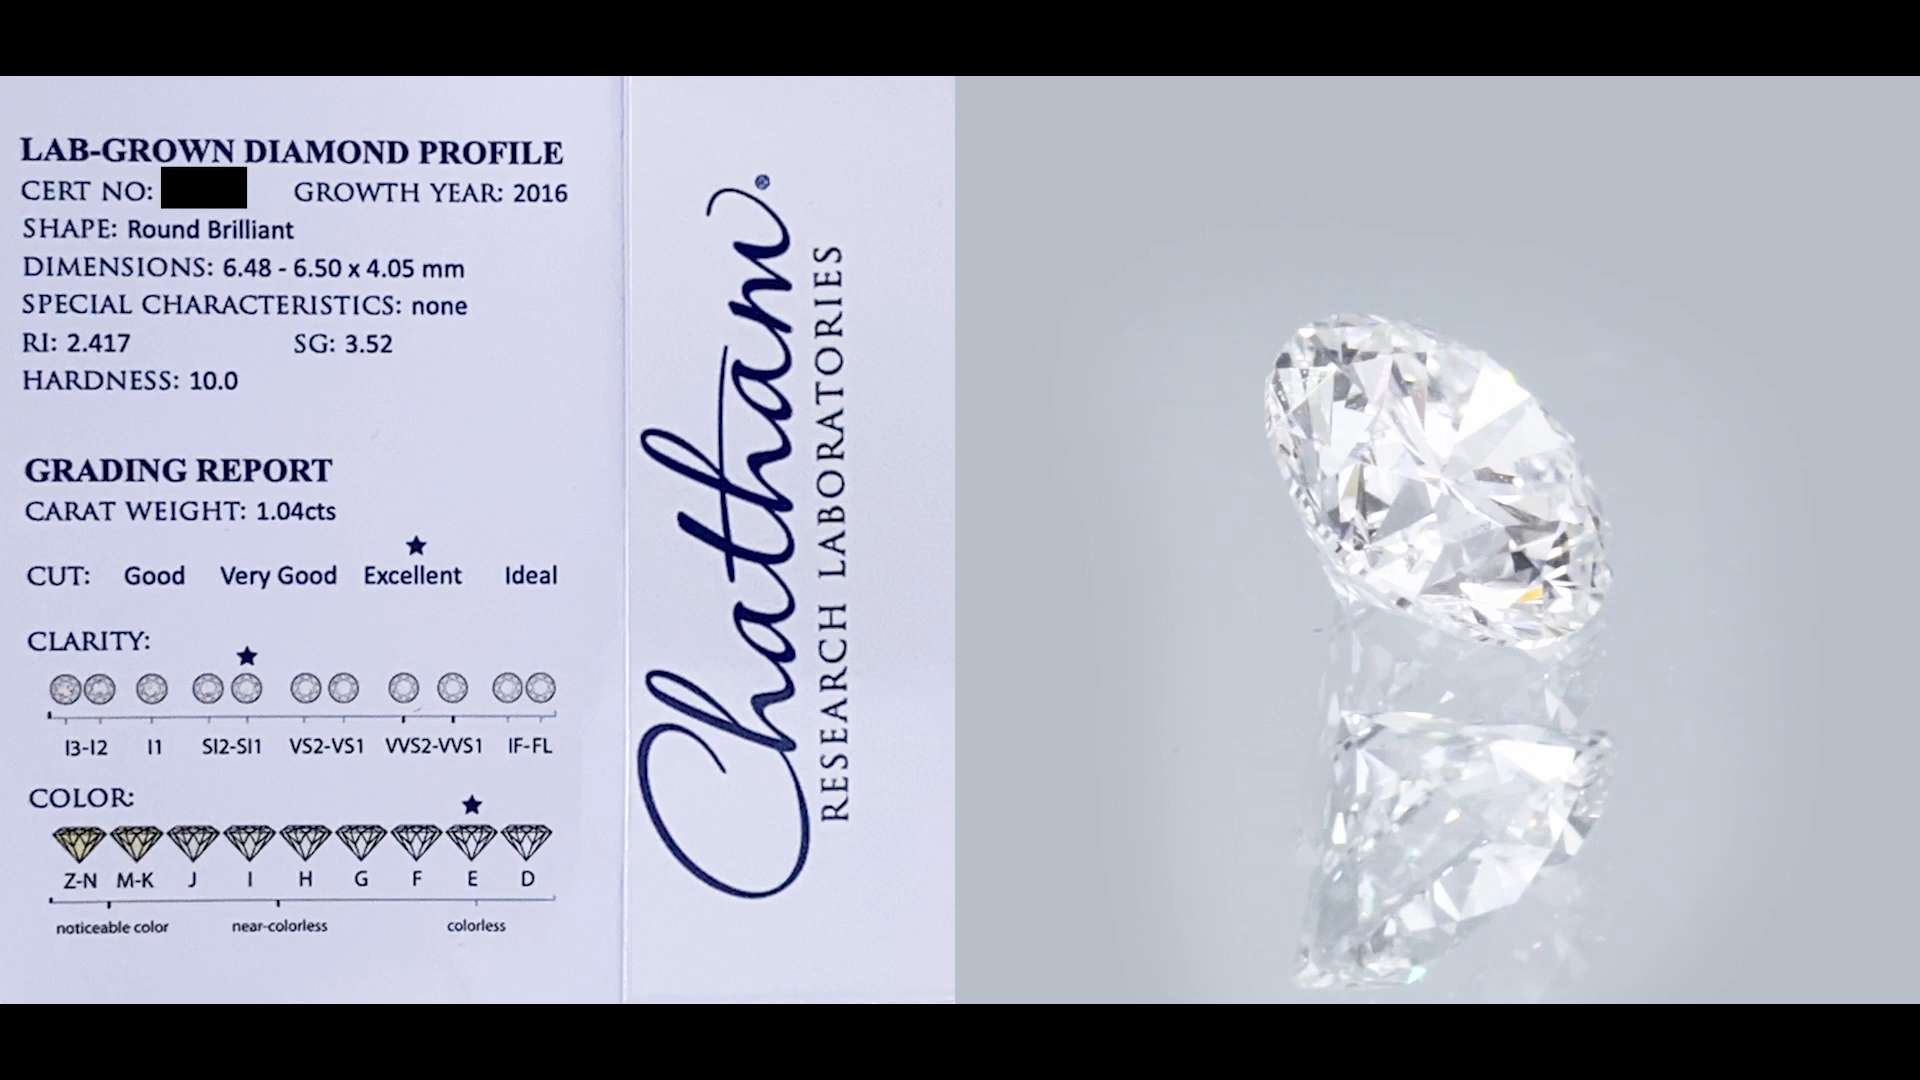 LAB-GROWN DIAMOND PROFILE
CERT NO: GROWTH YEAR: 2016
SHAPE: Round Brilliant
DIMENSIONS: 6.48 - 6.50 x 4.05 mm
SPECIAL CHARACTERISTICS: none
RI: 2.417 SG: 3.52
HARDNESS: 10.0
GRADING REPORT
CARAT WEIGHT: 1.04cts
CUT: Good Very Good Excellent Ideal
CLARITY:
I3-I2 I1 SI2-SI1 VS2-VS1 VVS2-VVS1 IF-FL
COLOR:
Z-N M-K J I H G F E D
noticeable color near-colorless colorless
Chatham®
RESEARCH LABORATORIES